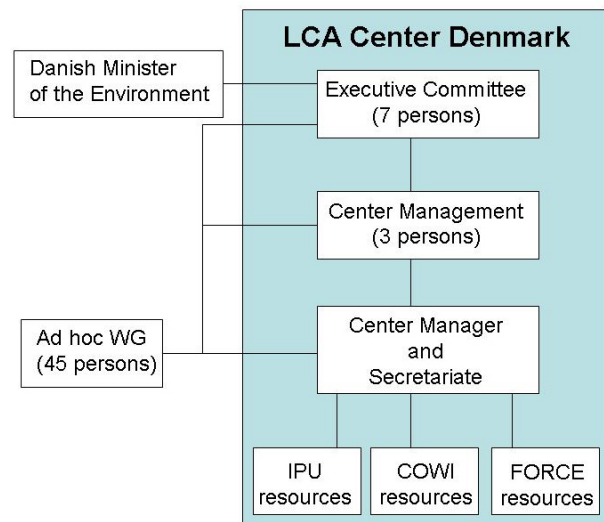 LCA Center Denmark
Danish Minister
of the Environment
Executive Committee
(7 persons)
Center Management
(3 persons)
Ad hoc WG
(45 persons)
Center Manager
and
Secretariate
IPU
resources
COWI
resources
FORCE
resources